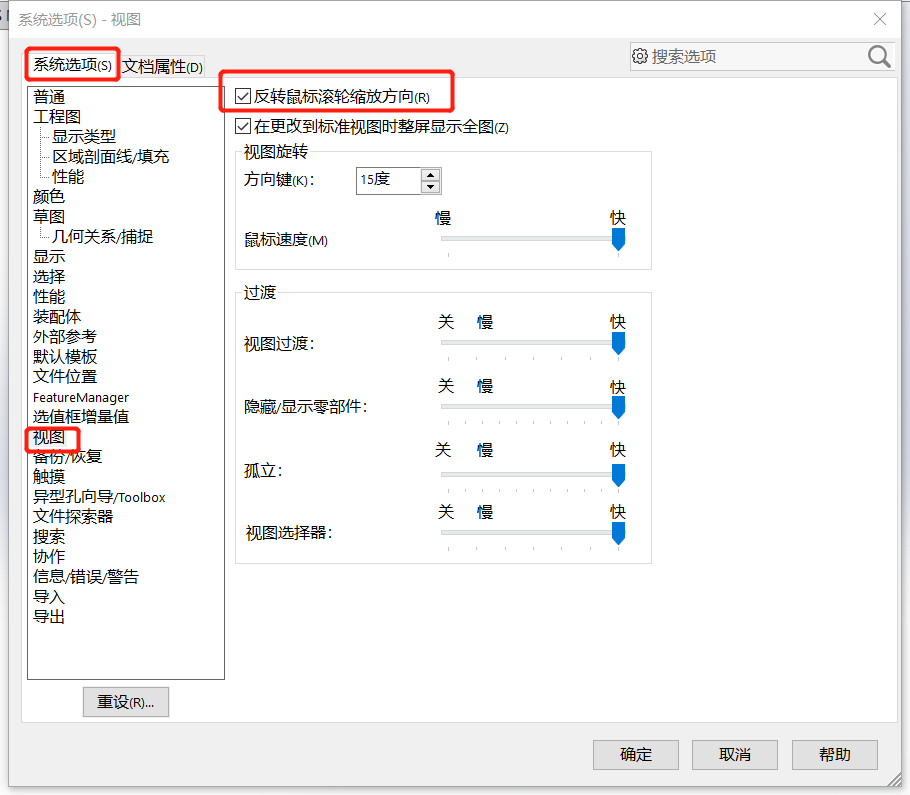 系统选项(S) - 视图
系统选项(S) 文档属性(D)
搜索选项
普通
工程图
显示类型
区域剖面线/填充
性能
颜色
草图
几何关系/捕捉
显示
选择
性能
装配体
外部参考
默认模板
文件位置
FeatureManager
选值框增量值
视图
备份/恢复
触摸
异型孔向导/Toolbox
文件探索器
搜索
协作
信息/错误/警告
导入
导出
重设(R)...
反转鼠标滚轮缩放方向(R)
在更改到标准视图时整屏显示全图(Z)
视图旋转
方向键(K): 15度
慢 快
鼠标速度(M)
过渡
关 慢 快
视图过渡:
关 慢 快
隐藏/显示零部件:
关 慢 快
孤立:
关 慢 快
视图选择器:
确定 取消 帮助